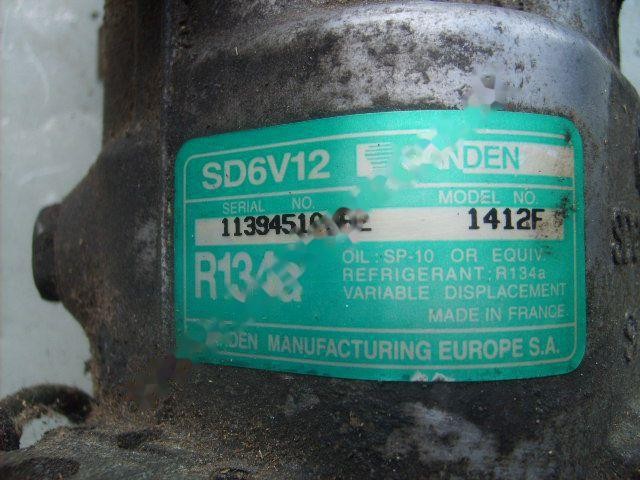 SD6V12
SERIAL NO. MODEL NO.
1412F
R134a
OIL : SP-10 OR EQUIV.
REFRIGERANT : R134a
VARIABLE DISPLACEMENT
MADE IN FRANCE
MANUFACTURING EUROPE S.A.